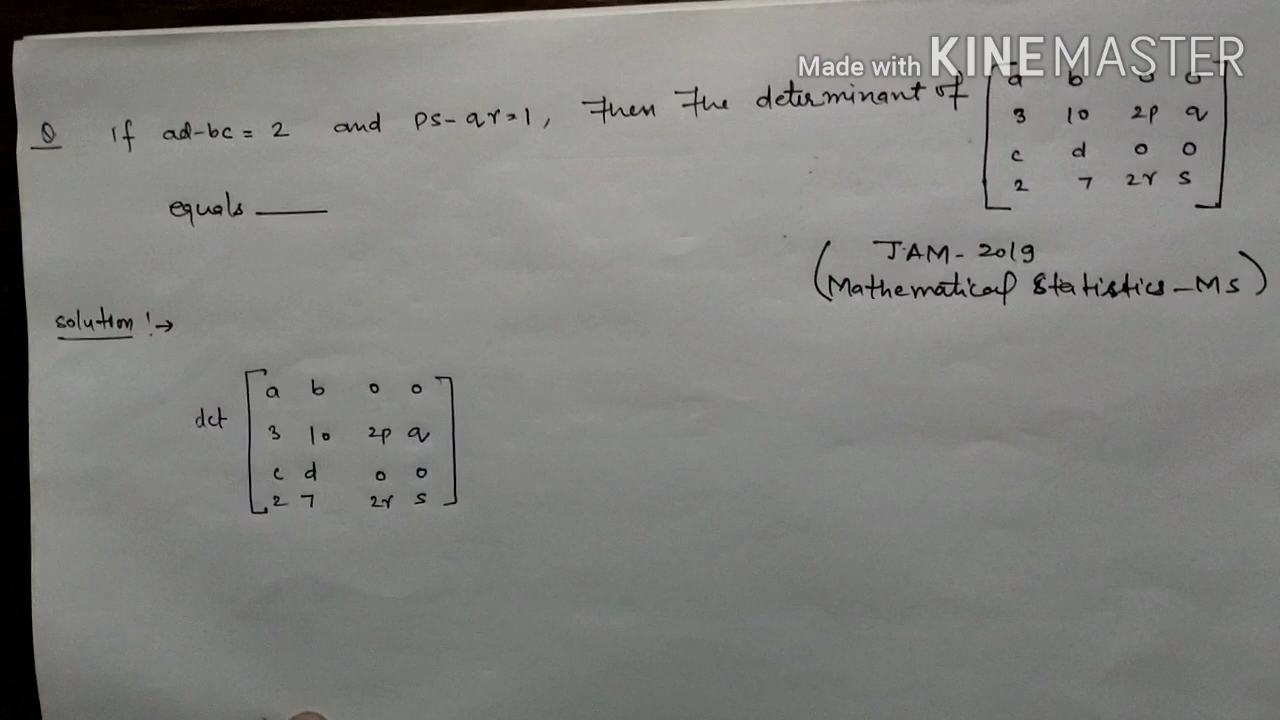 Made with KINEMASTER
Q If ad-bc = 2 and ps-qr=1, then the determinant of
a b 0 0
3 10 2p q
c d 0 0
2 7 2r s
equals ____
(JAM- 2019
Mathematical Statistics-MS)
solution :→
det
a b 0 0
3 10 2p q
c d 0 0
2 7 2r s